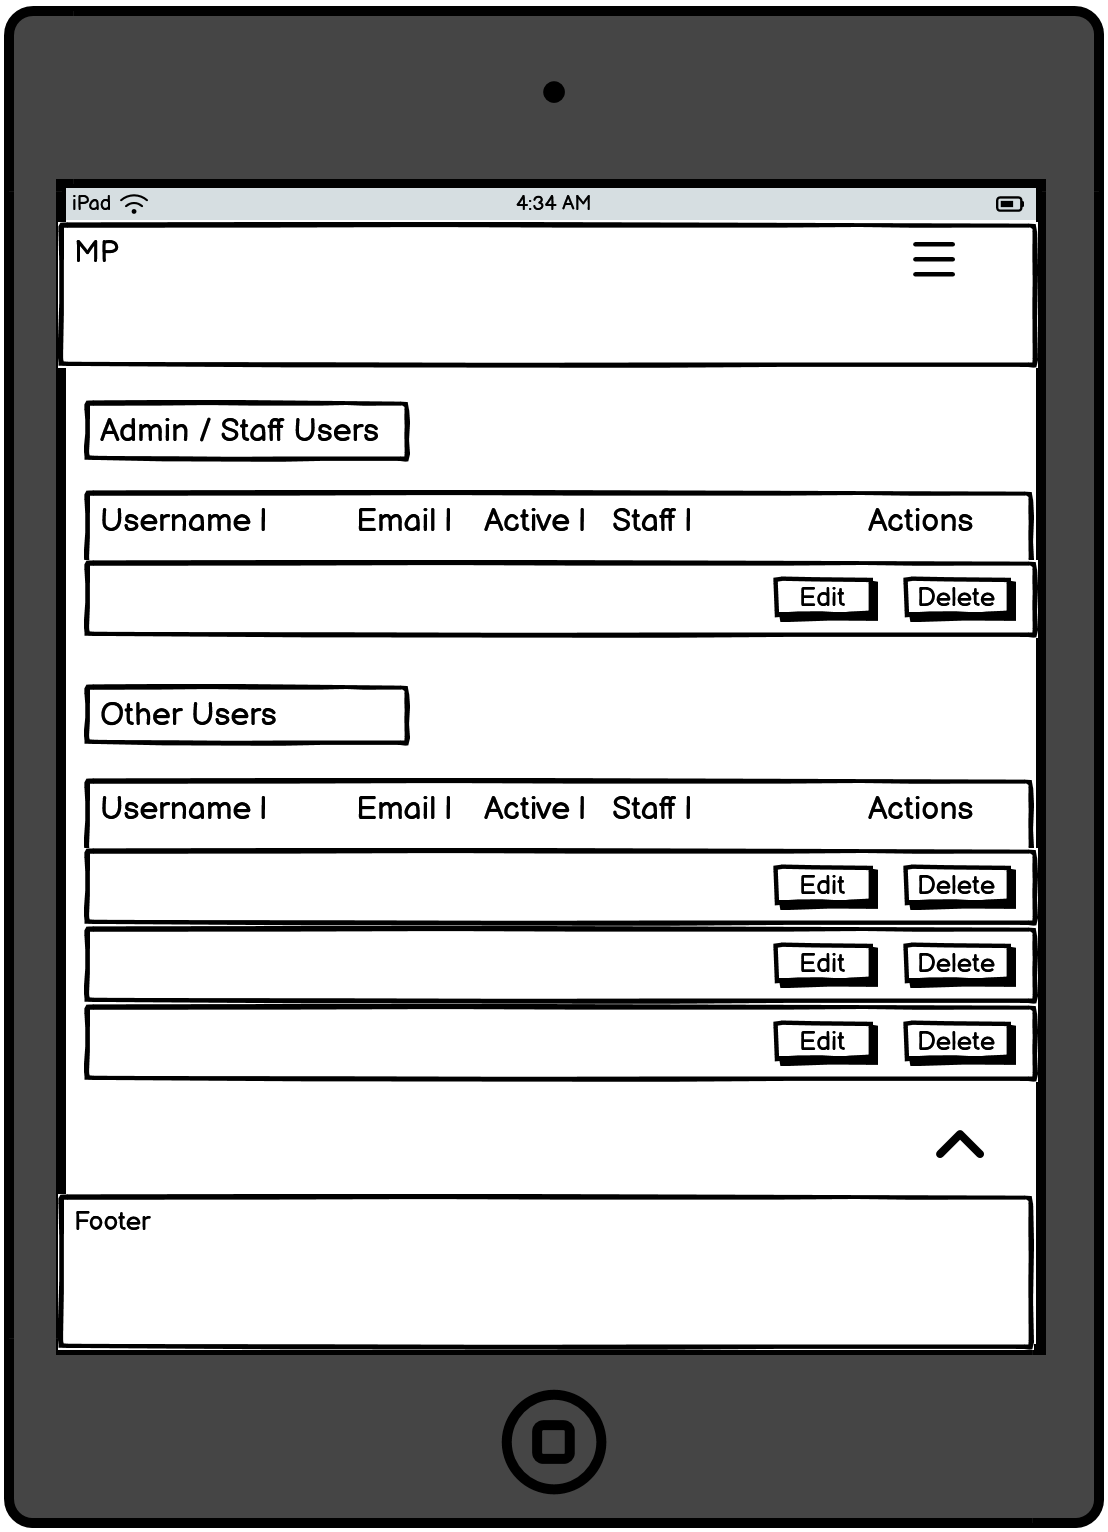 iPad 4:34 AM
MP
Admin / Staff Users
Username | Email | Active | Staff | Actions
Edit Delete
Other Users
Username | Email | Active | Staff | Actions
Edit Delete
Edit Delete
Edit Delete
Footer